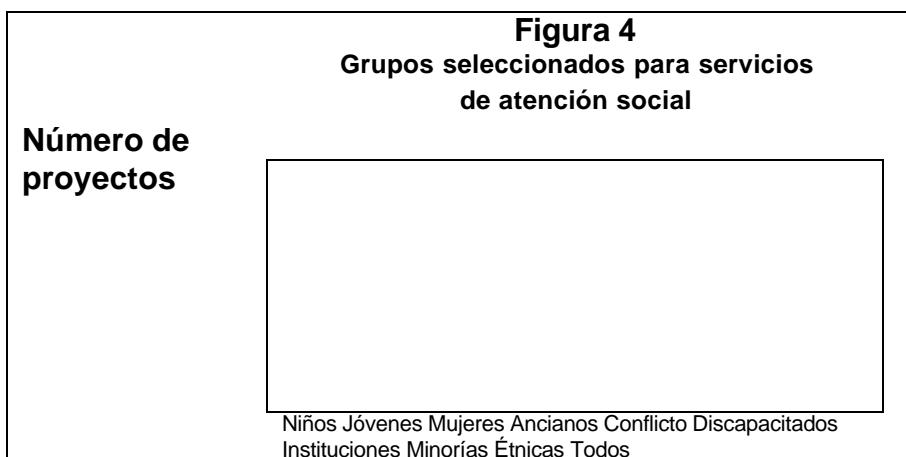 Figura 4
Grupos seleccionados para servicios
de atención social
Número de
proyectos
Niños Jóvenes Mujeres Ancianos Conflicto Discapacitados
Instituciones Minorías Étnicas Todos